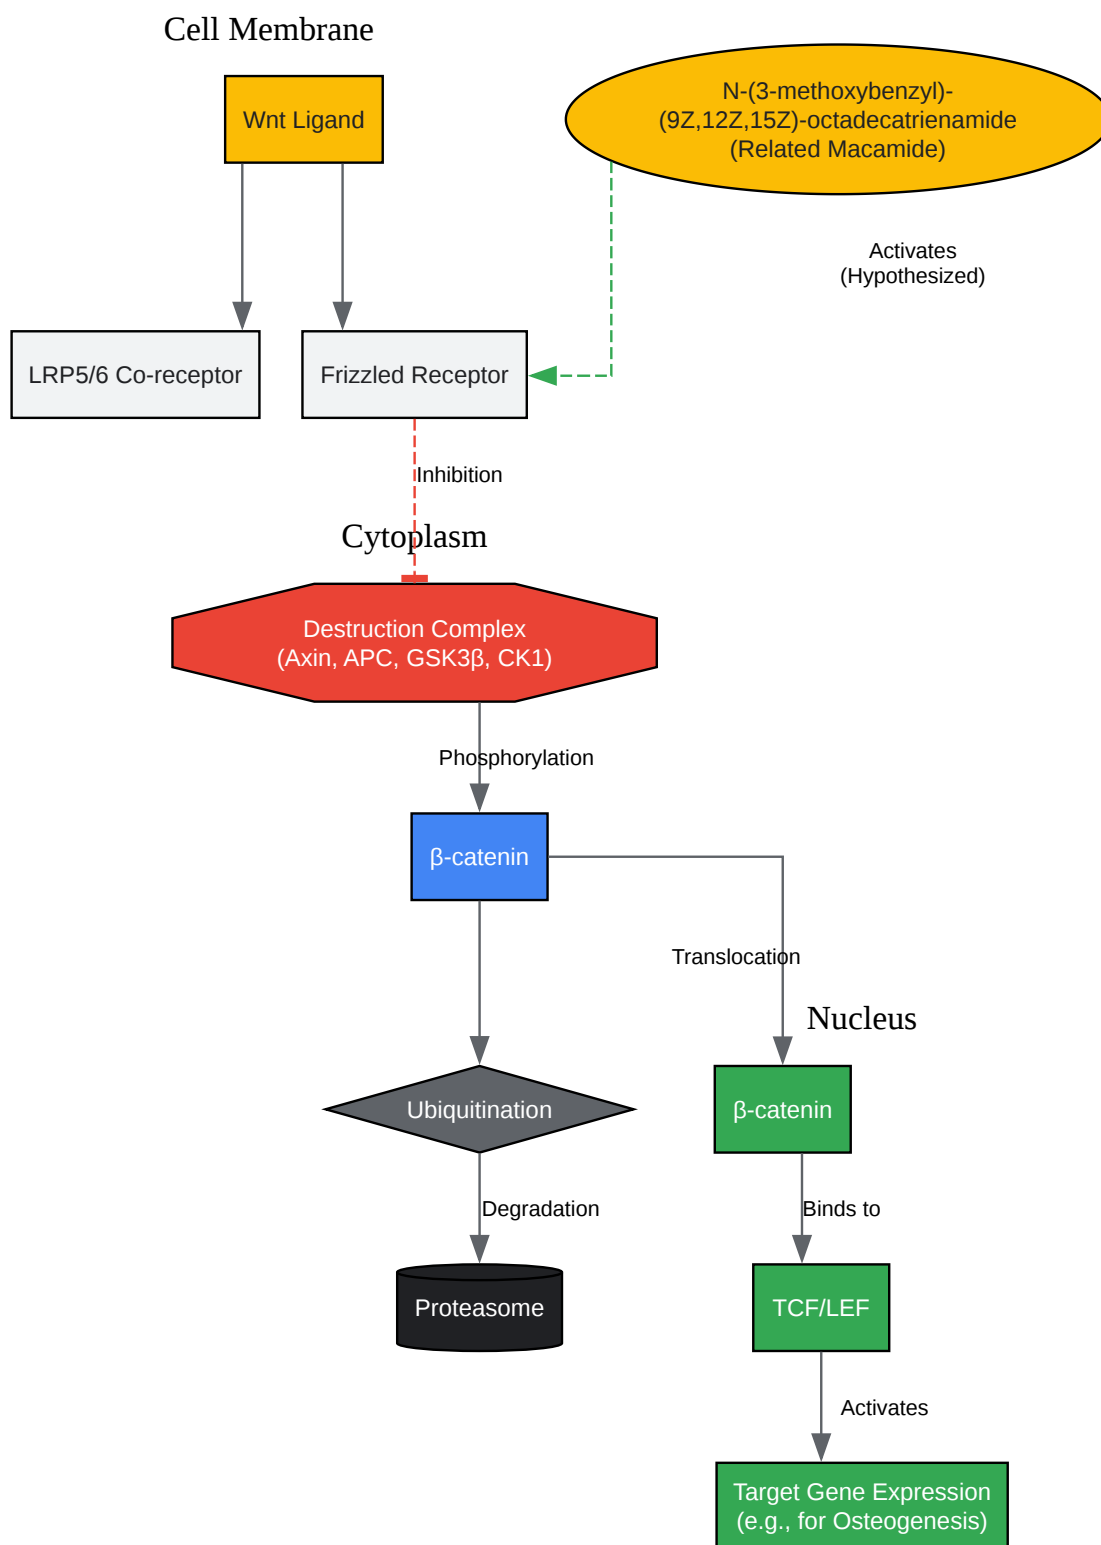 Cell Membrane
Wnt Ligand
N-(3-methoxybenzyl)-
(9Z,12Z,15Z)-octadecatrienamide
(Related Macamide)
Activates
(Hypothesized)
LRP5/6 Co-receptor
Frizzled Receptor
Inhibition
Cytoplasm
Destruction Complex
(Axin, APC, GSK3β, CK1)
Phosphorylation
β-catenin
Translocation
Nucleus
Ubiquitination
β-catenin
Degradation
Binds to
Proteasome
TCF/LEF
Activates
Target Gene Expression
(e.g., for Osteogenesis)